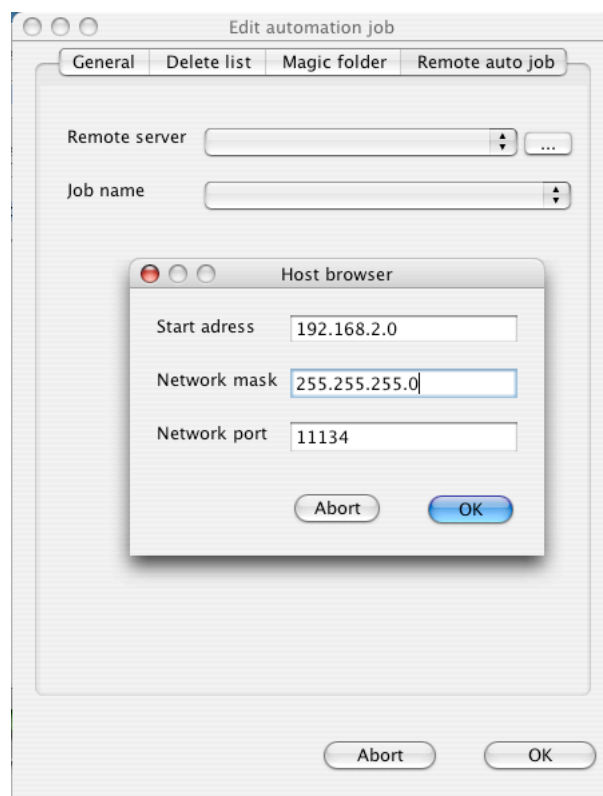 Edit automation job
General Delete list Magic folder Remote auto job
Remote server ...
Job name
Host browser
Start adress 192.168.2.0
Network mask 255.255.255.0
Network port 11134
Abort OK
Abort OK